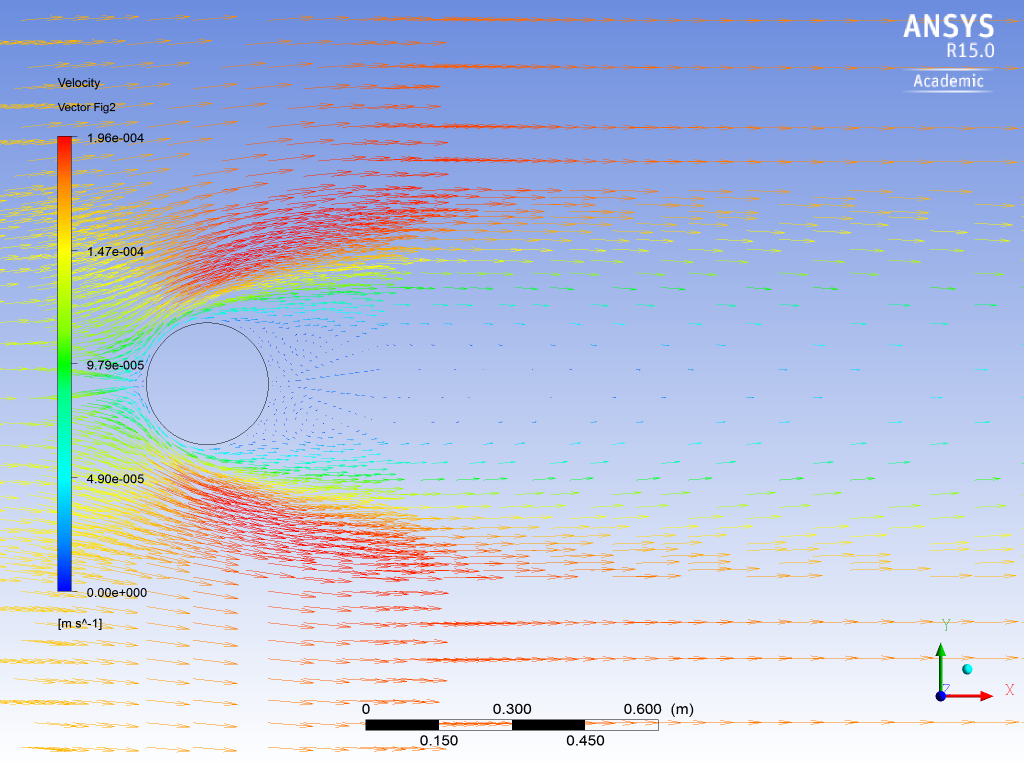 ANSYS
R15.0
Academic
Velocity
Vector Fig2
1.96e-004
1.47e-004
9.79e-005
4.90e-005
0.00e+000
[m s^-1]
Y
Z
X
0 0.300 0.600 (m)
0.150 0.450